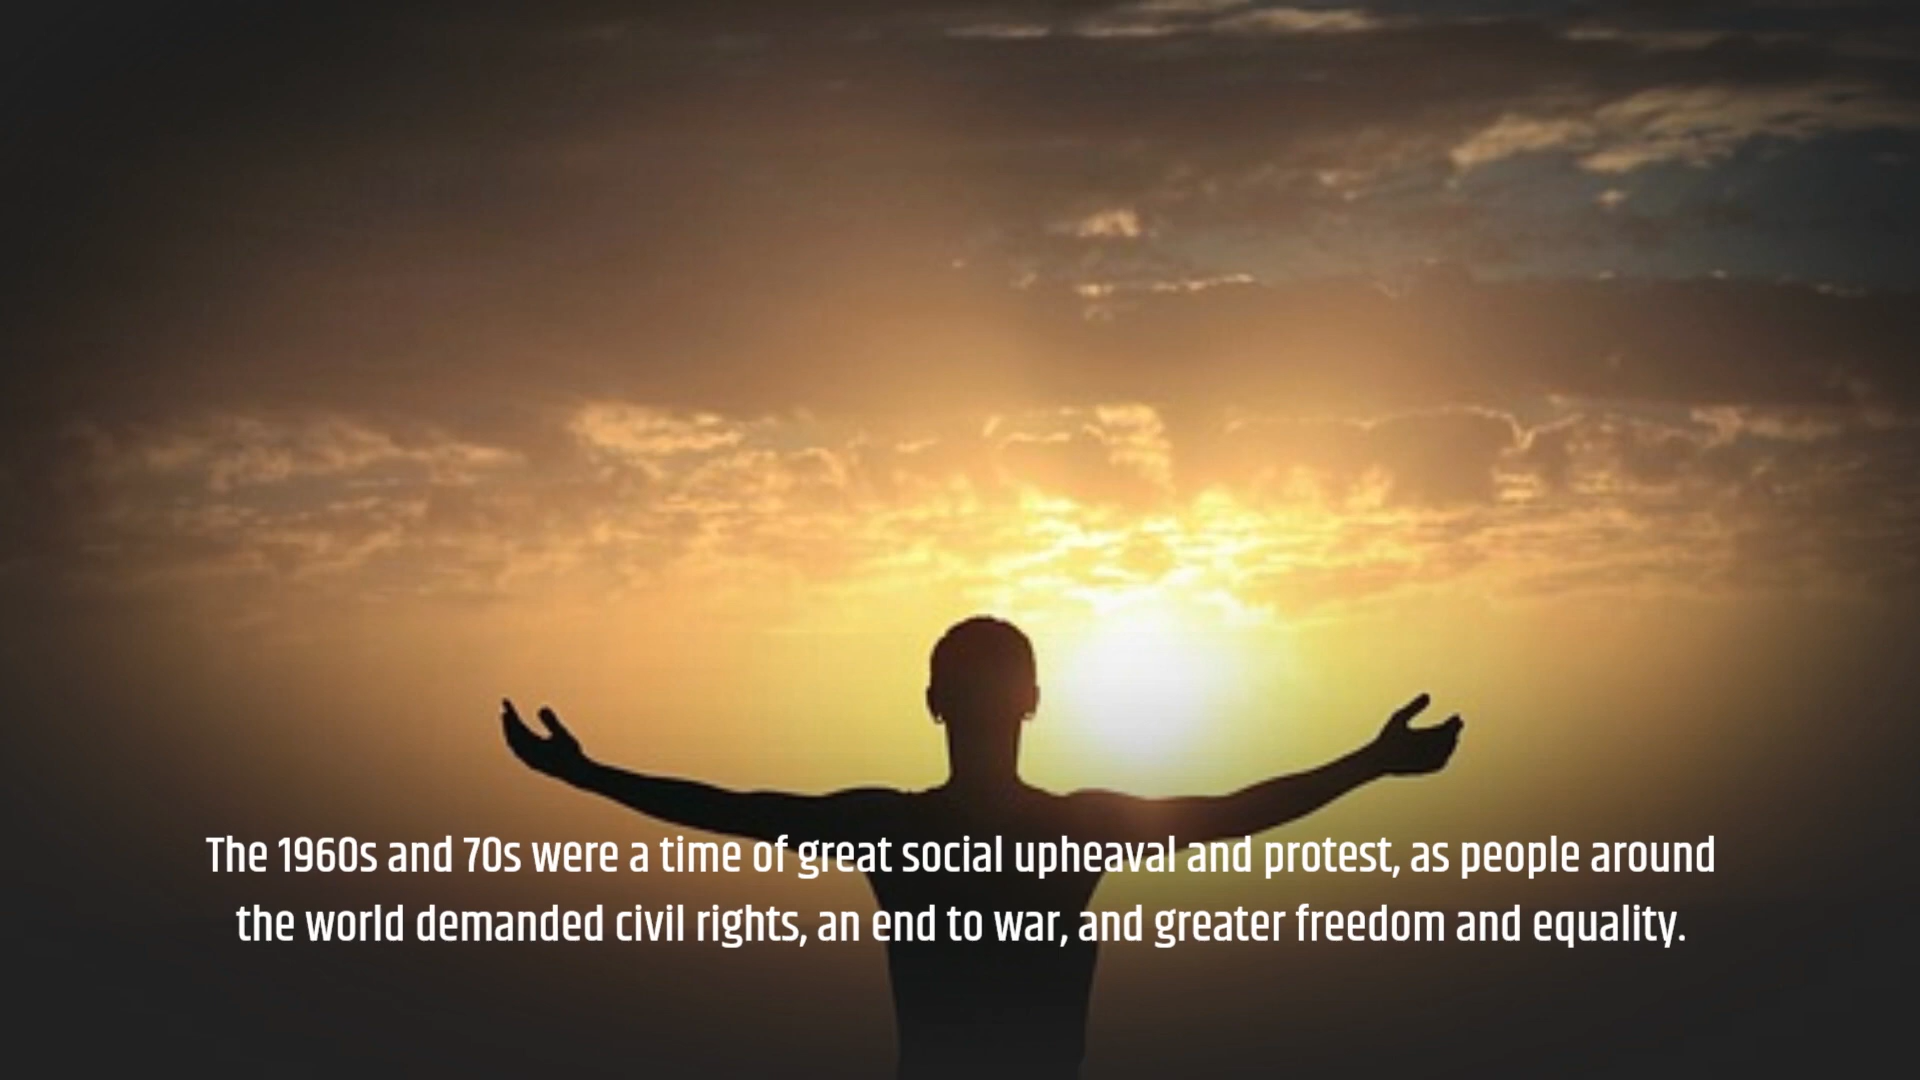 The 1960s and 70s were a time of great social upheaval and protest, as people around
the world demanded civil rights, an end to war, and greater freedom and equality.